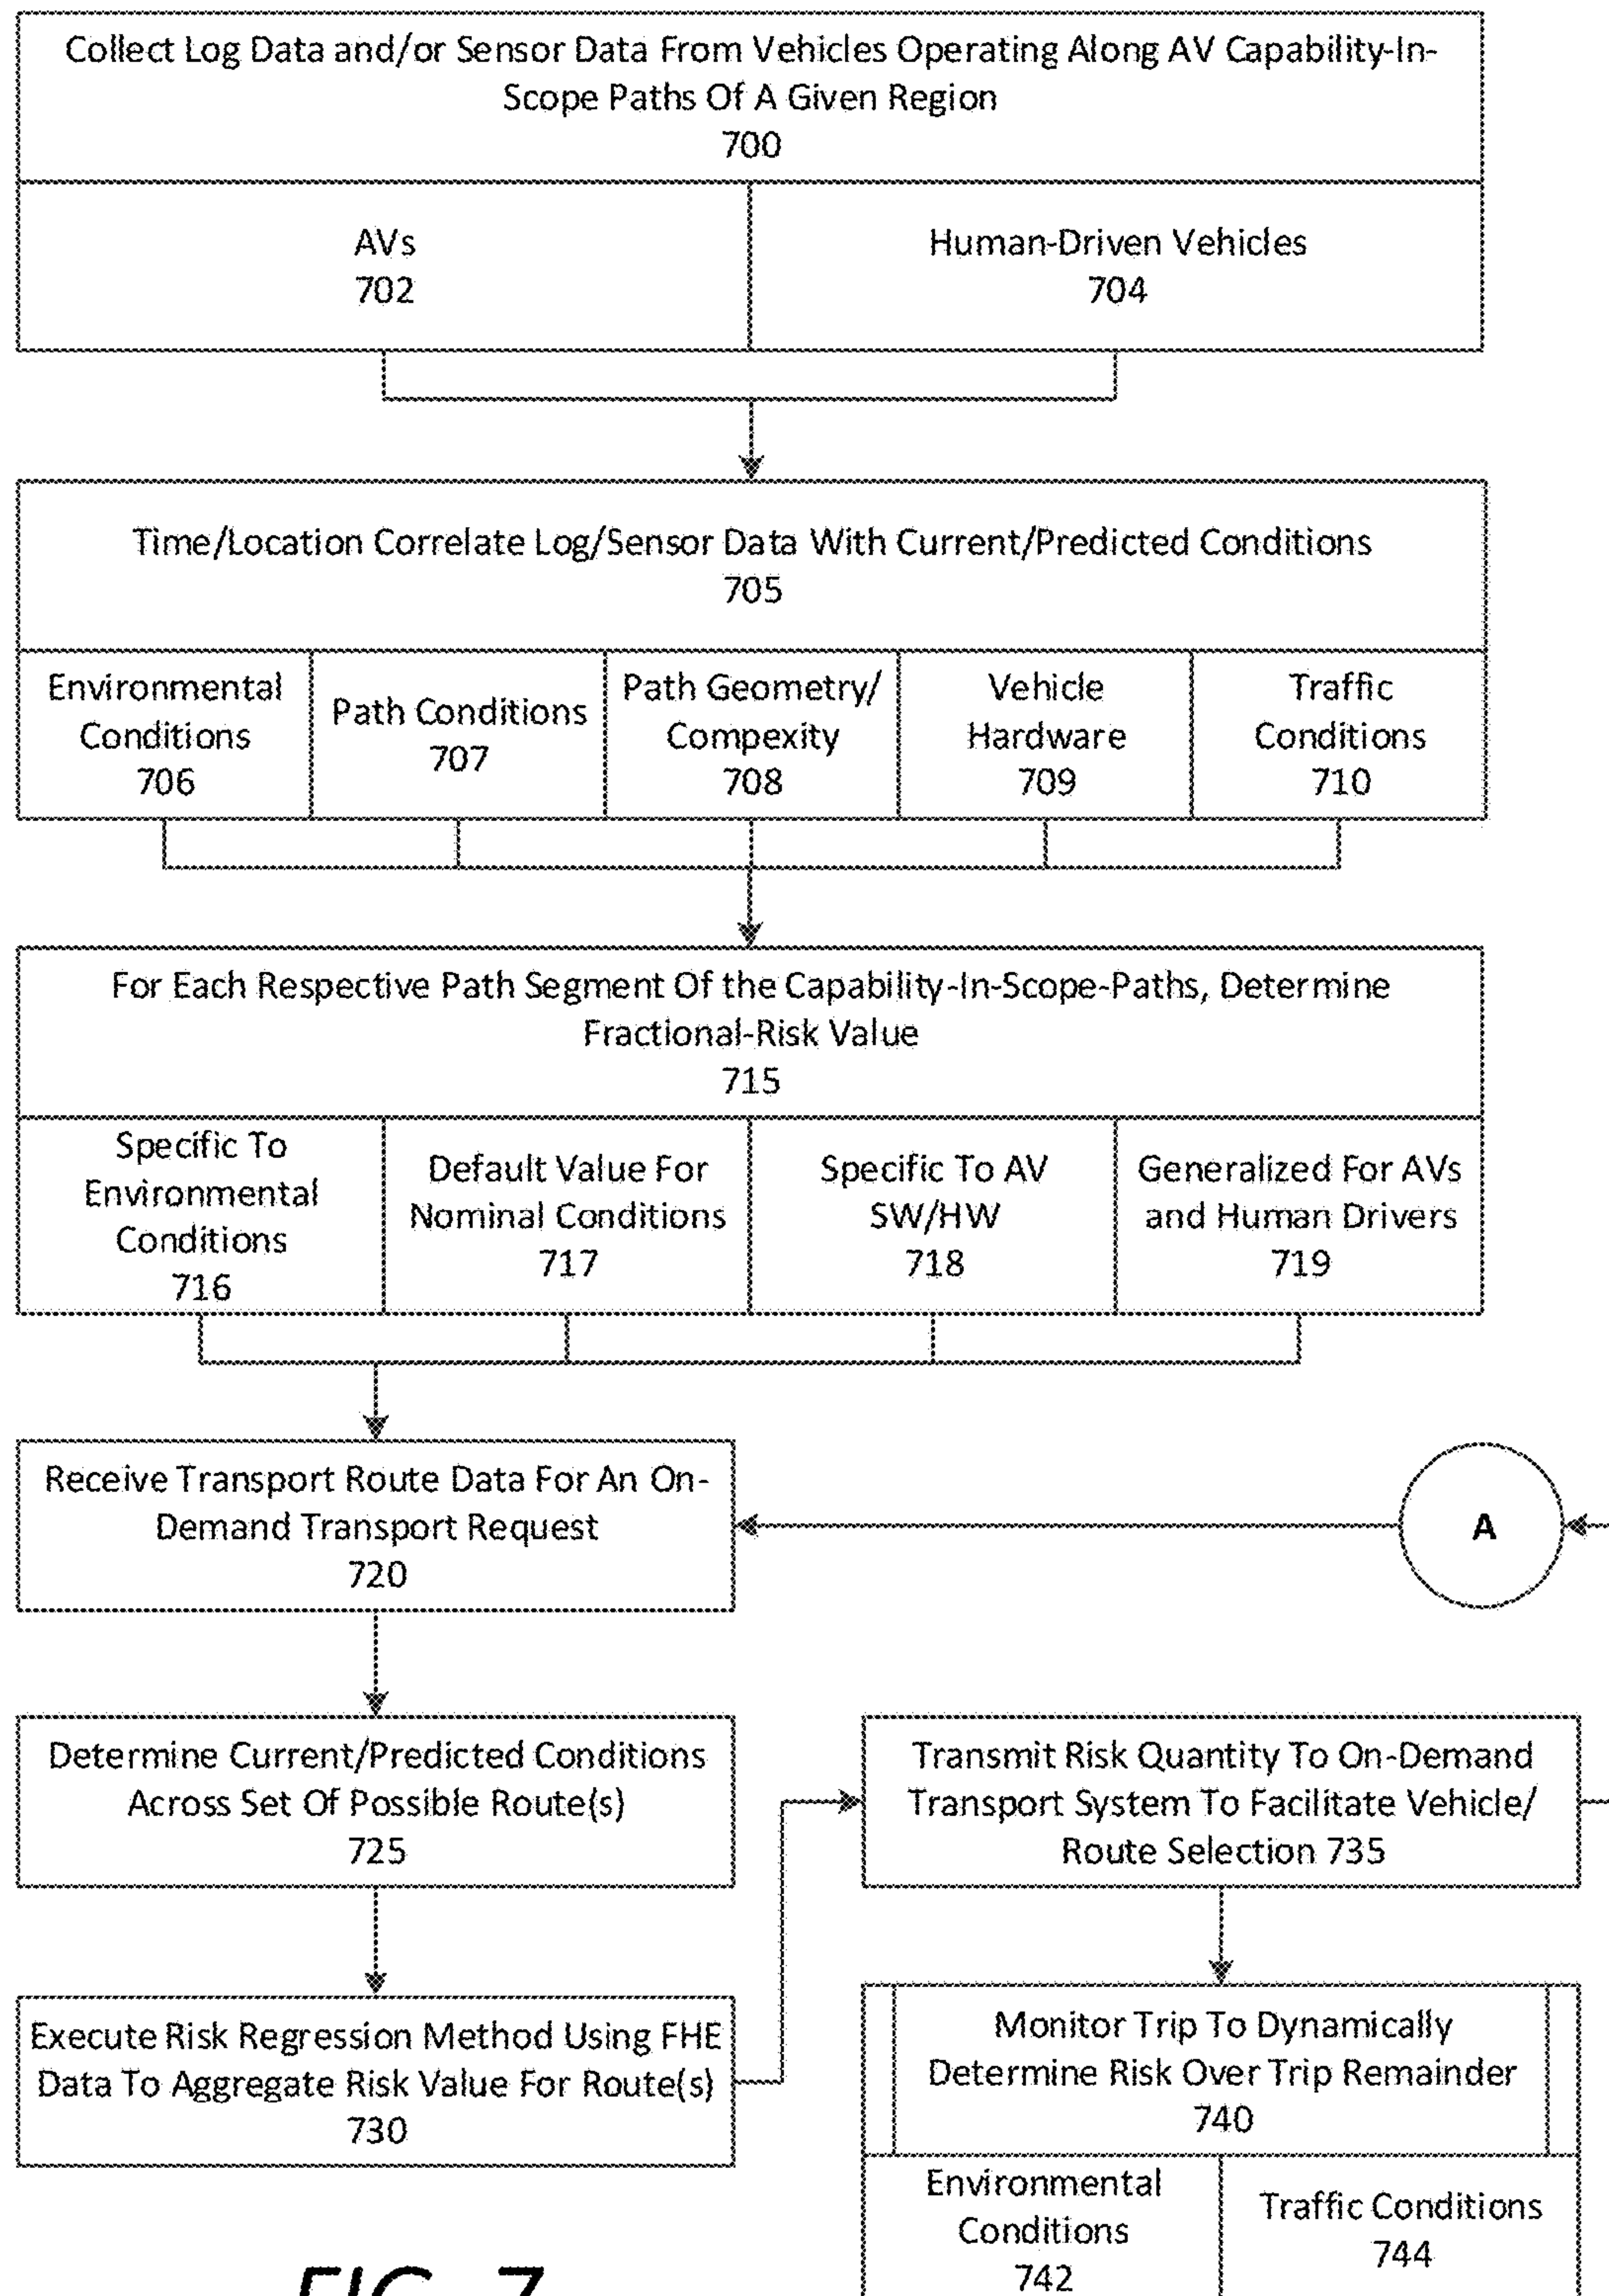 Collect Log Data and/or Sensor Data From Vehicles Operating Along AV Capability-In-
Scope Paths Of A Given Region
700
AVs
702
Human-Driven Vehicles
704
Time/Location Correlate Log/Sensor Data With Current/Predicted Conditions
705
Environmental
Conditions
706
Path Conditions
707
Path Geometry/
Compexity
708
Vehicle
Hardware
709
Traffic
Conditions
710
For Each Respective Path Segment Of the Capability-In-Scope-Paths, Determine
Fractional-Risk Value
715
Specific To
Environmental
Conditions
716
Default Value For
Nominal Conditions
717
Specific To AV
SW/HW
718
Generalized For AVs
and Human Drivers
719
Receive Transport Route Data For An On-
Demand Transport Request
720
A
Determine Current/Predicted Conditions
Across Set Of Possible Route(s)
725
Transmit Risk Quantity To On-Demand
Transport System To Facilitate Vehicle/
Route Selection 735
Execute Risk Regression Method Using FHE
Data To Aggregate Risk Value For Route(s)
730
Monitor Trip To Dynamically
Determine Risk Over Trip Remainder
740
Environmental
Conditions
742
Traffic Conditions
744
FIG. 7